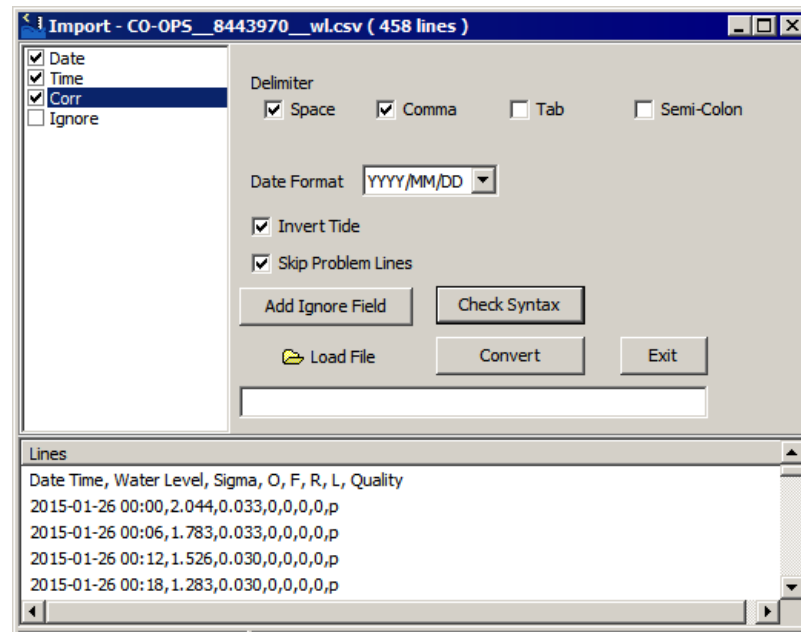 Import - CO-OPS__8443970__wl.csv ( 458 lines )
Date
Time
Corr
Ignore
Delimiter
Space Comma Tab Semi-Colon
Date Format YYYY/MM/DD
Invert Tide
Skip Problem Lines
Add Ignore Field Check Syntax
Load File Convert Exit
Lines
Date Time, Water Level, Sigma, O, F, R, L, Quality
2015-01-26 00:00,2.044,0.033,0,0,0,0,p
2015-01-26 00:06,1.783,0.033,0,0,0,0,p
2015-01-26 00:12,1.526,0.030,0,0,0,0,p
2015-01-26 00:18,1.283,0.030,0,0,0,0,p